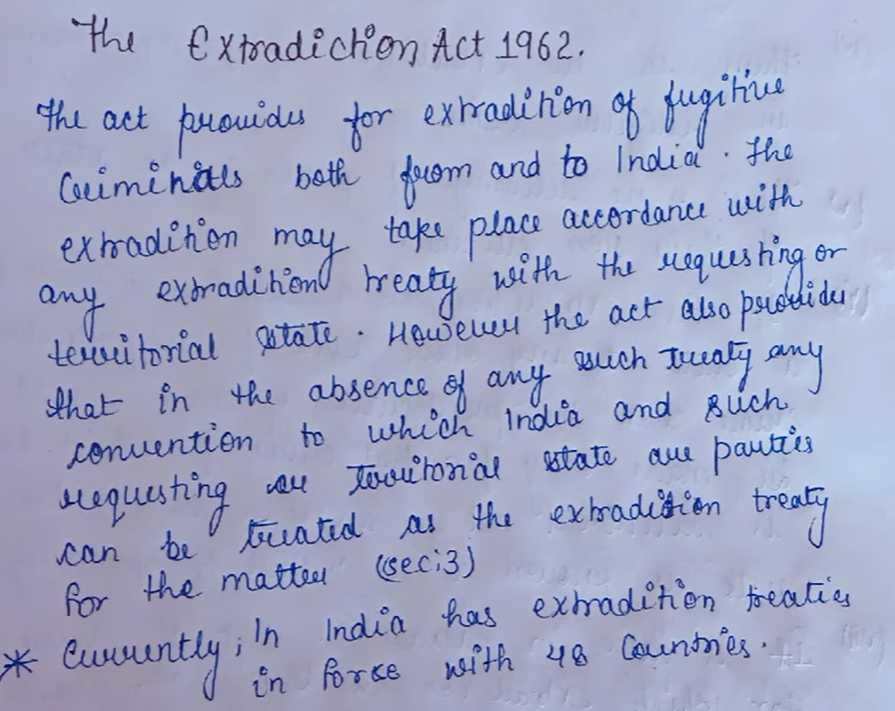 The Extradiction Act 1962.
The act provides for extradition of fugitive
Criminals both from and to India. The
extradition may take place accordance with
any extradition treaty with the requesting or
territorial state. However the act also provides
that in the absence of any such treaty any
convention to which India and such
requesting are Territorial state are parties
can be treated as the extradition treaty
for the matter (sec:3)
* Currently; In India has extradition treaties
in force with 48 Countries.